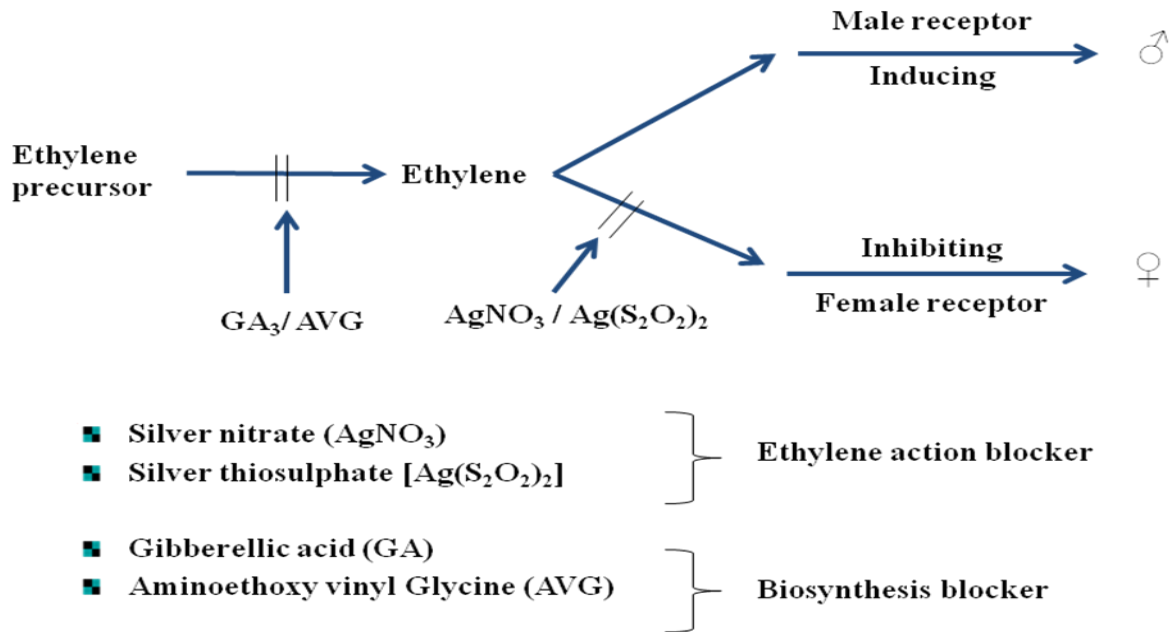 Male receptor
♂
Inducing
Ethylene
precursor
Ethylene
Inhibiting
♀
Female receptor
GA₃/ AVG
AgNO₃ / Ag(S₂O₂)₂
Silver nitrate (AgNO₃)
Silver thiosulphate [Ag(S₂O₂)₂]
Ethylene action blocker
Gibberellic acid (GA)
Aminoethoxy vinyl Glycine (AVG)
Biosynthesis blocker